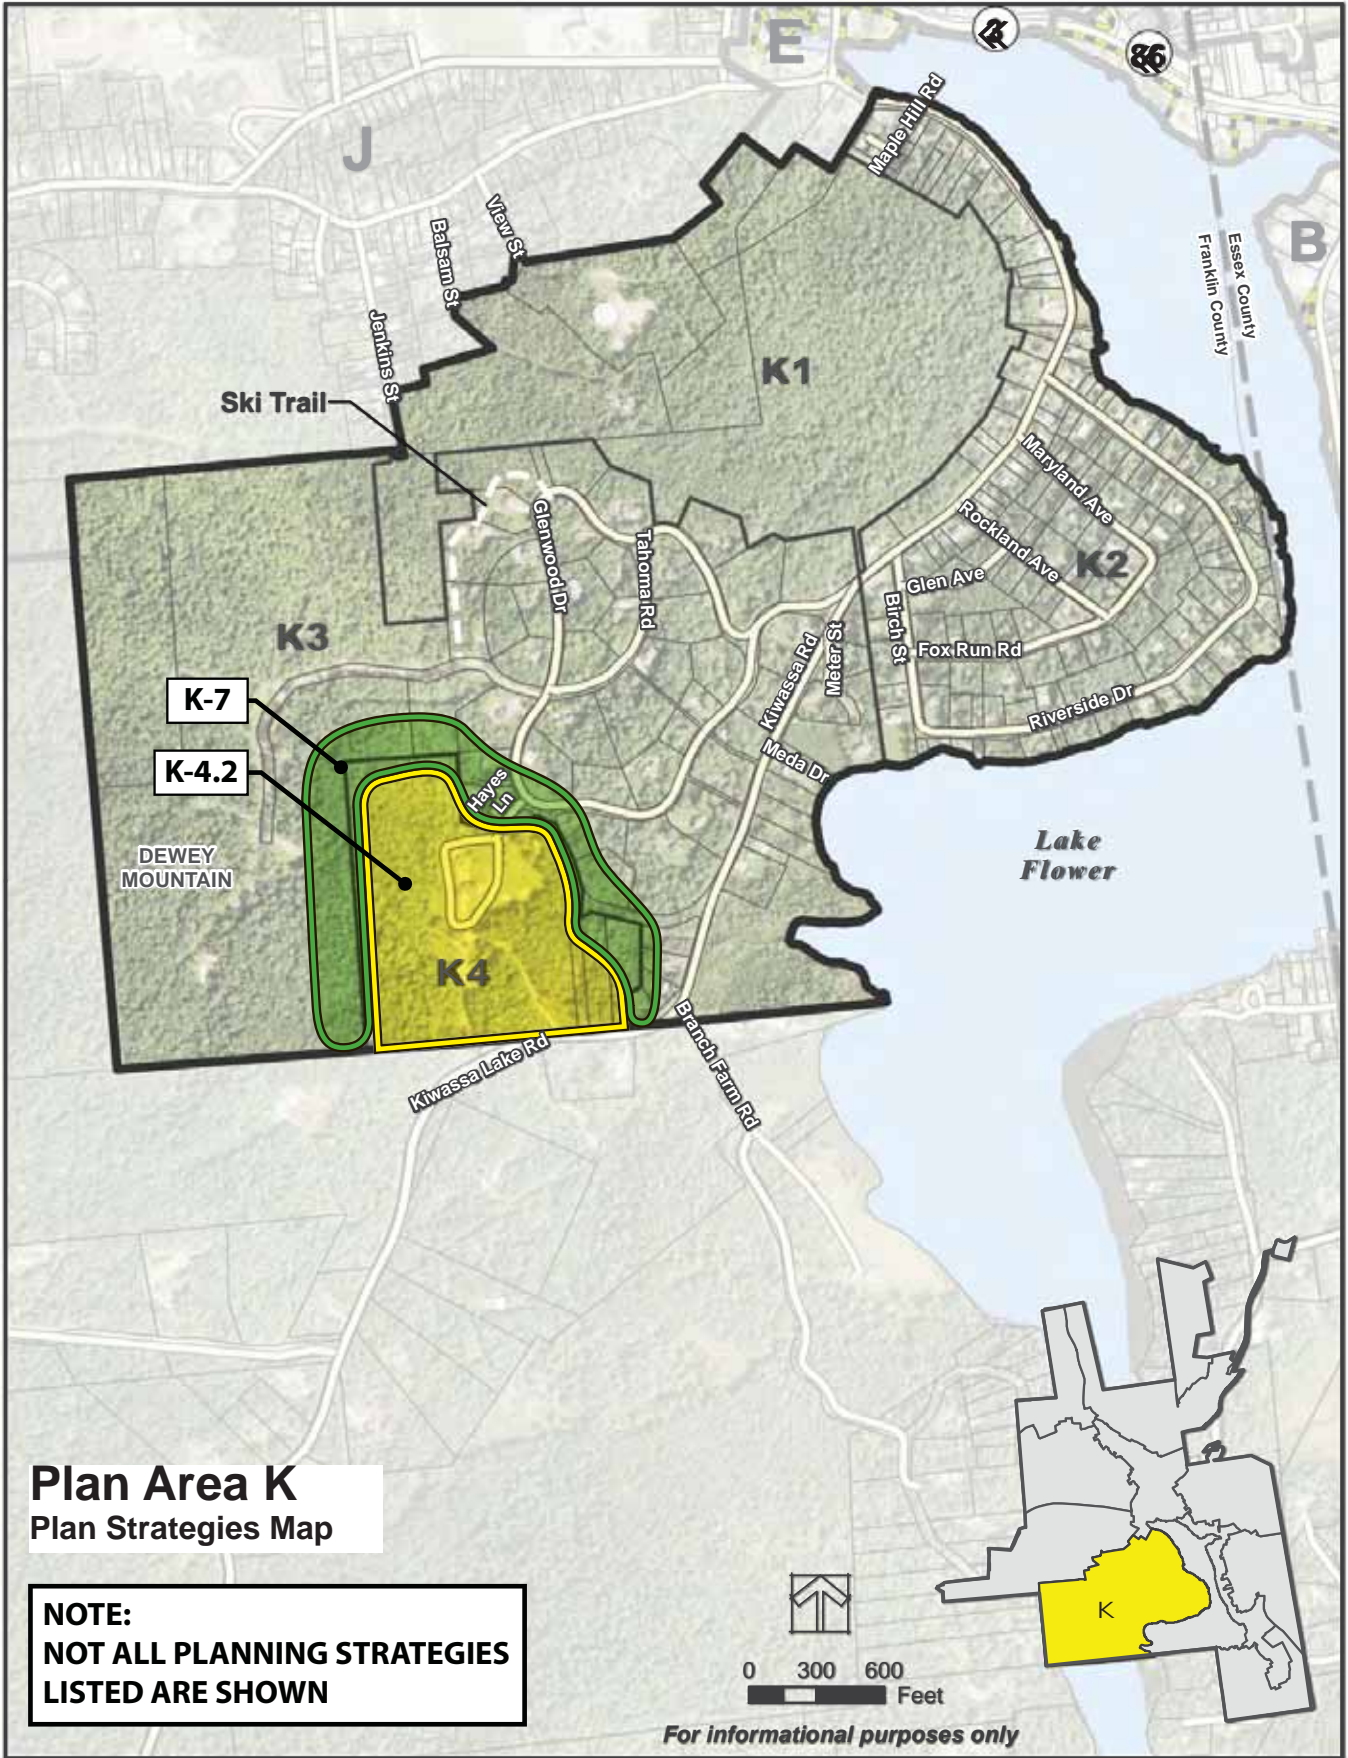 E
3
86
Maple Hill Rd
J
View St
Balsam St
B
Essex County
Franklin County
Jenkins St
K1
Ski Trail
Maryland Ave
Rockland Ave
K2
Glenwood Dr
Tahoma Rd
Glen Ave
Birch St
K3
Kiwassa Rd
Meter St
Fox Run Rd
K-7
Riverside Dr
Meda Dr
K-4.2
Hayes
Ln
DEWEY
MOUNTAIN
Lake
Flower
K4
Branch Farm Rd
Kiwassa Lake Rd
Plan Area K
Plan Strategies Map
NOTE:
NOT ALL PLANNING STRATEGIES
LISTED ARE SHOWN
K
0 300 600
Feet
For informational purposes only